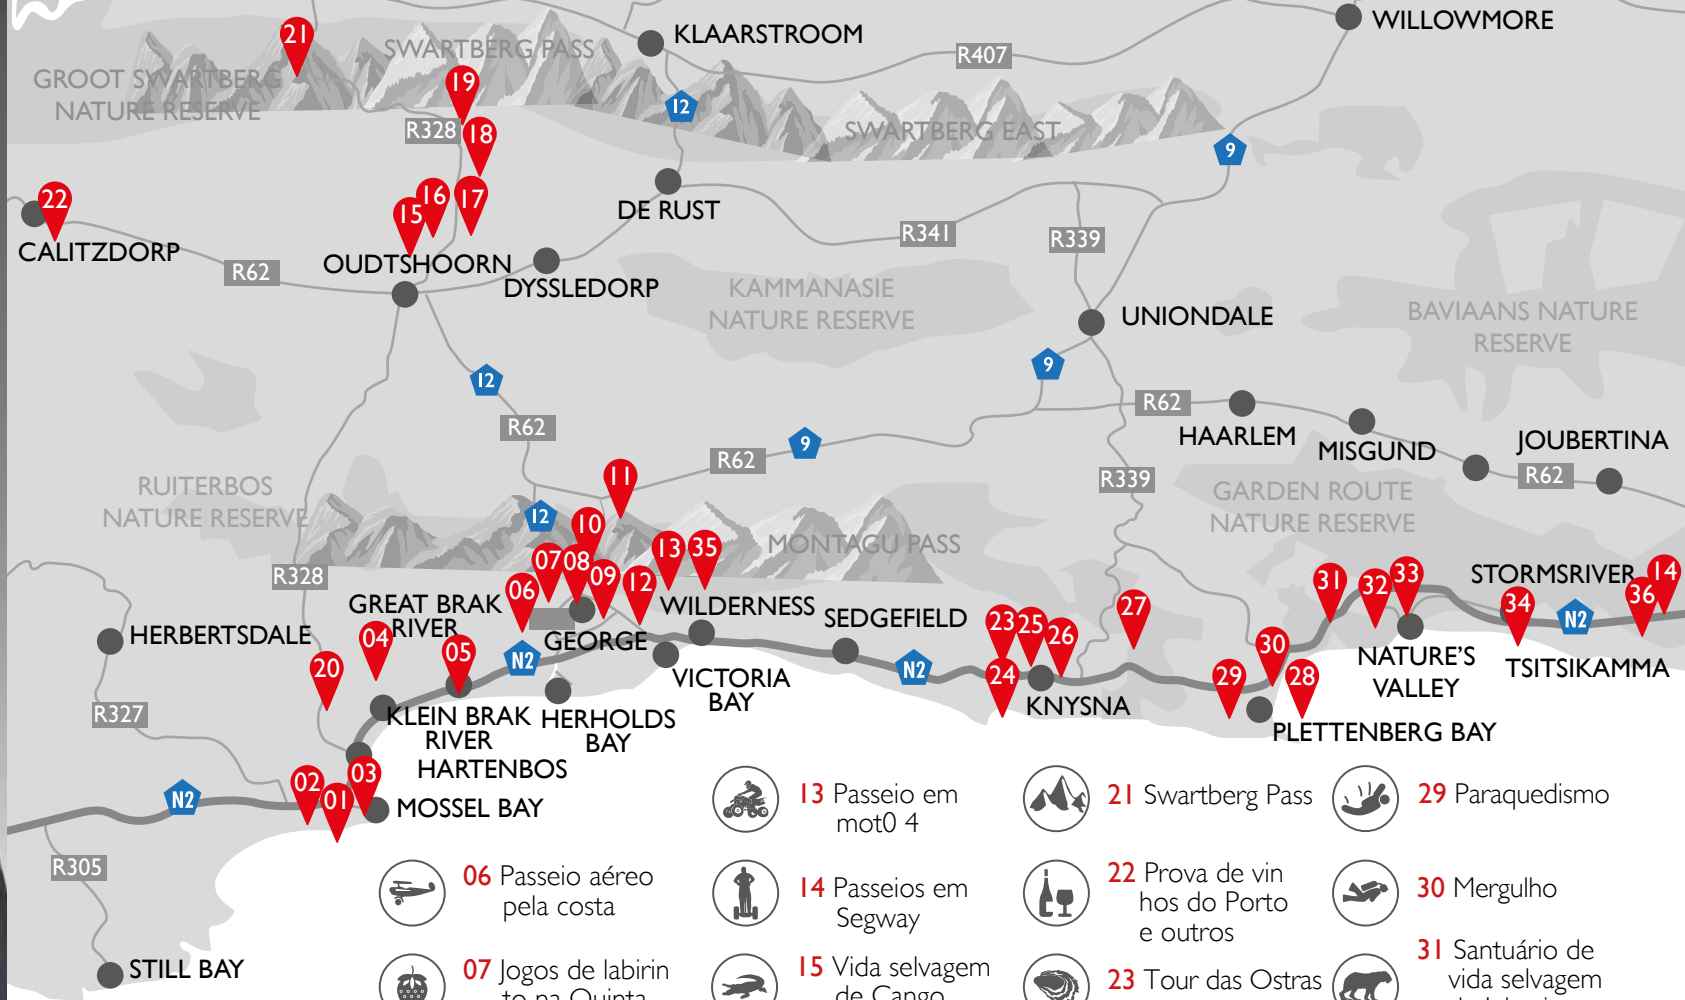 WILLOWMORE
21
KLAARSTROOM
SWARTBERG PASS
R407
GROOT SWARTBERG
NATURE RESERVE
19
12
R328
18
SWARTBERG EAST
9
22
16
17
15
DE RUST
R341
R339
CALITZDORP
R62
OUDTSHOORN
DYSSLEDORP
KAMMANASIE
NATURE RESERVE
UNIONDALE
BAVIAANS NATURE
RESERVE
12
9
R62
R62
HAARLEM
MISGUND
JOUBERTINA
9
R62
R62
11
R339
RUITERBOS
NATURE RESERVE
GARDEN ROUTE
NATURE RESERVE
12
10
13
35
MONTAGU PASS
07
08
09
R328
06
12
31
32
33
STORMSRIVER
14
36
GREAT BRAK
RIVER
WILDERNESS
SEDGEFIELD
23
25
26
27
34
N2
HERBERTSDALE
04
05
GEORGE
30
NATURE'S
VALLEY
TSITSIKAMMA
20
N2
VICTORIA
BAY
N2
24
29
28
KNYSNA
R327
KLEIN BRAK
RIVER
HERHOLDS
BAY
PLETTENBERG BAY
HARTENBOS
02
03
01
N2
MOSSEL BAY
R305
STILL BAY
06 Passeio aéreo
pela costa
07 Jogos de labirin
to na Quinta
13 Passeio em
mot0 4
14 Passeios em
Segway
15 Vida selvagem
de Cango
21 Swartberg Pass
22 Prova de vin
hos do Porto
e outros
23 Tour das Ostras
29 Paraquedismo
30 Mergulho
31 Santuário de
vida selvagem